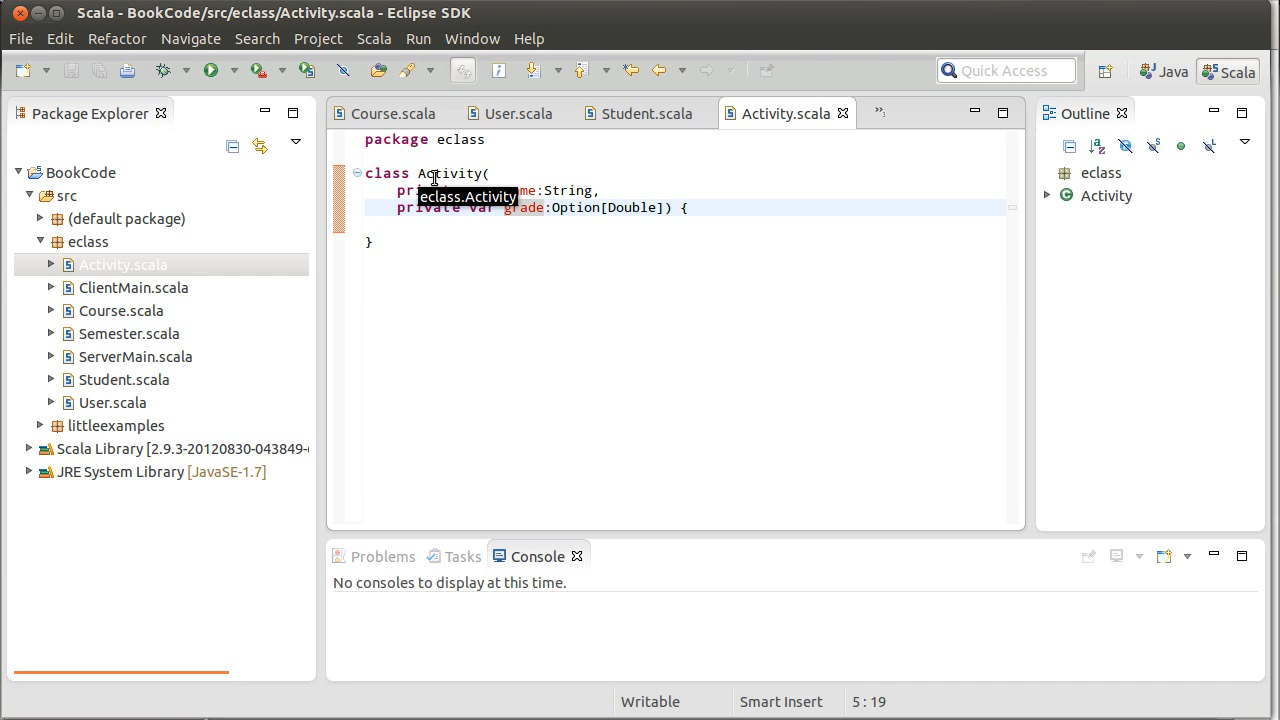 Scala - BookCode/src/eclass/Activity.scala - Eclipse SDK
File Edit Refactor Navigate Search Project Scala Run Window Help
Quick Access Java Scala
Package Explorer
BookCode
src
(default package)
eclass
Activity.scala
ClientMain.scala
Course.scala
Semester.scala
ServerMain.scala
Student.scala
User.scala
littleexamples
Scala Library [2.9.3-20120830-043849-
JRE System Library [JavaSE-1.7]
Course.scala User.scala Student.scala Activity.scala
package eclass
class Activity(
me:String,
eclass.Activity
private var grade:Option[Double]) {
}
Outline
eclass
Activity
Problems Tasks Console
No consoles to display at this time.
Writable Smart Insert 5 : 19